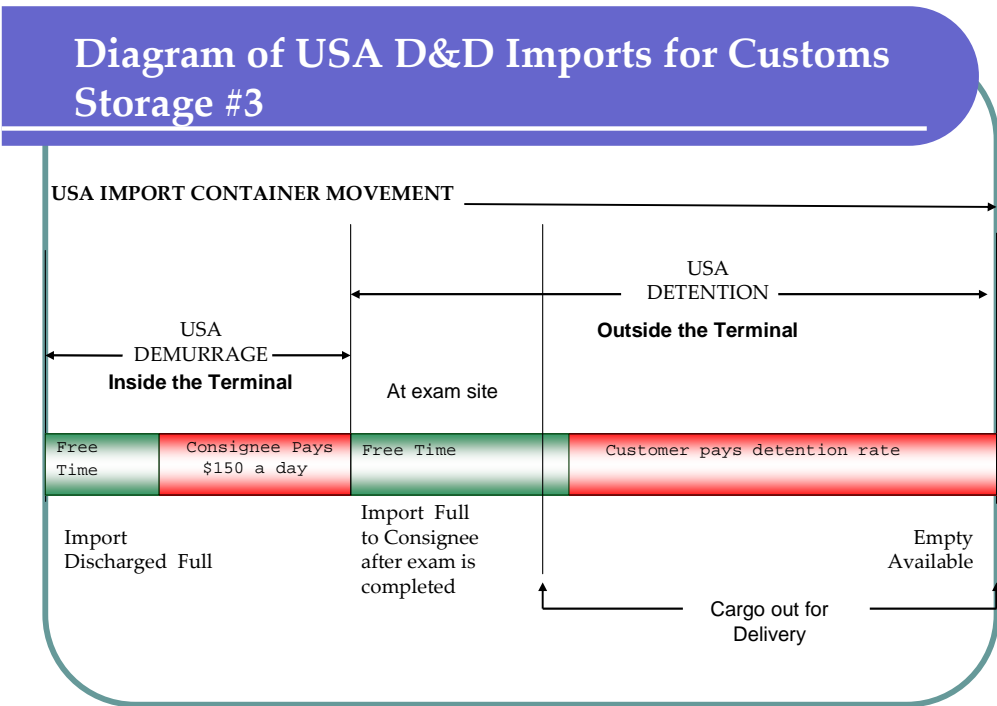 Diagram of USA D&D Imports for Customs
Storage #3
USA IMPORT CONTAINER MOVEMENT
USA
DETENTION
Outside the Terminal
USA
DEMURRAGE
Inside the Terminal
At exam site
Free
Time
Consignee Pays
$150 a day
Free Time
Customer pays detention rate
Import
Discharged Full
Import Full
to Consignee
after exam is
completed
Empty
Available
Cargo out for
Delivery